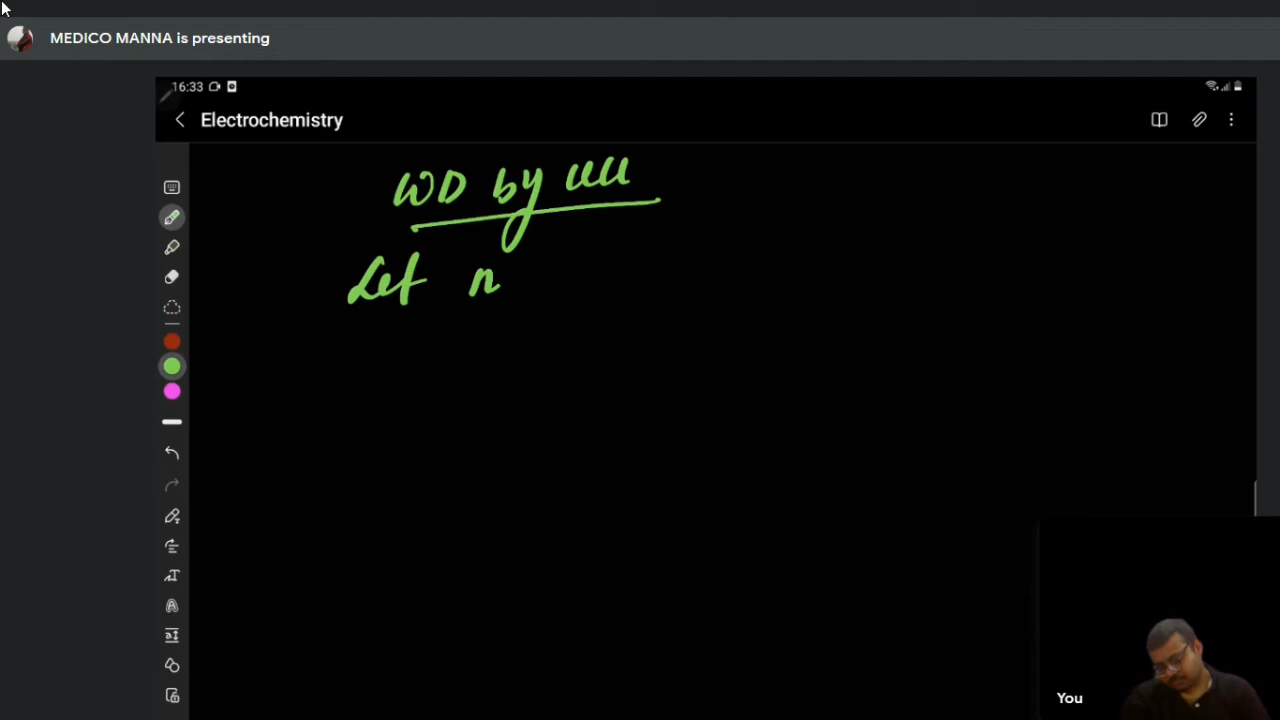 MEDICO MANNA is presenting
16:33
Electrochemistry
WD by cell
Let n
You